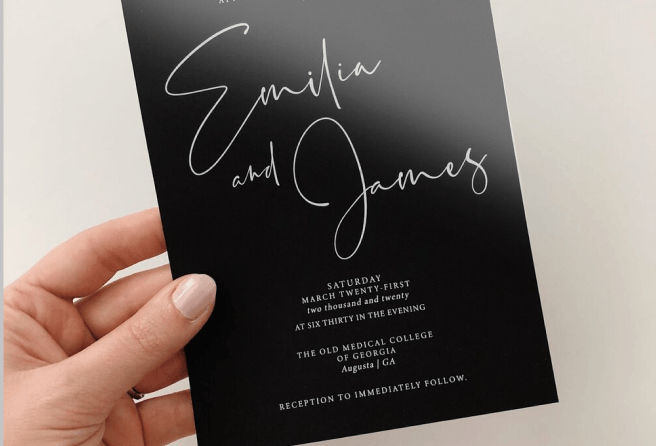 Emilia
and James
SATURDAY
MARCH TWENTY-FIRST
two thousand and twenty
AT SIX THIRTY IN THE EVENING
THE OLD MEDICAL COLLEGE
OF GEORGIA
Augusta | GA
RECEPTION TO IMMEDIATELY FOLLOW.